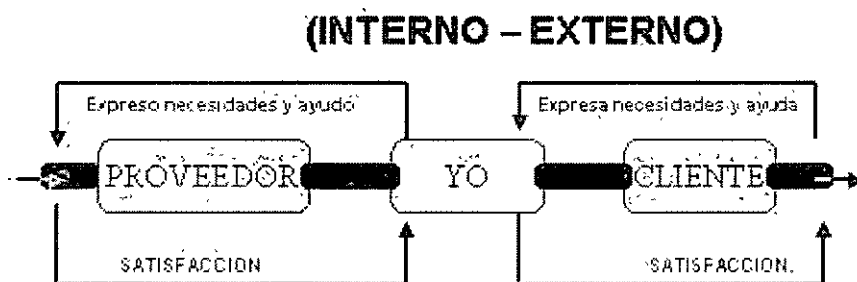 (INTERNO – EXTERNO)
Expreso necesidades y ayudo Expresa necesidades y ayuda
PROVEEDOR YO CLIENTE
SATISFACCION SATISFACCION.